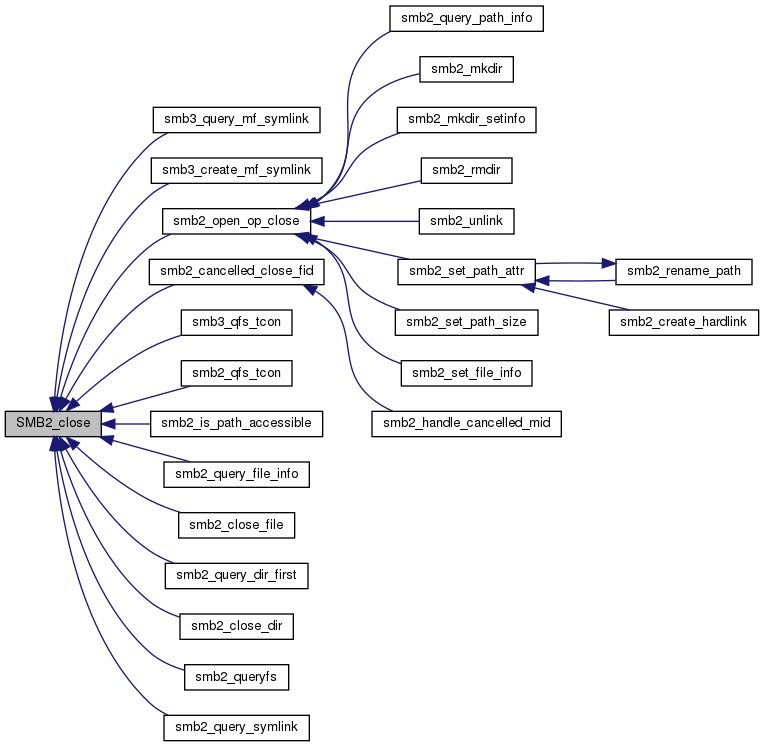 smb2_query_path_info
smb2_mkdir
smb3_query_mf_symlink
smb2_mkdir_setinfo
smb3_create_mf_symlink
smb2_rmdir
smb2_open_op_close
smb2_unlink
smb2_cancelled_close_fid
smb2_set_path_attr
smb2_rename_path
smb3_qfs_tcon
smb2_set_path_size
smb2_create_hardlink
smb2_qfs_tcon
smb2_set_file_info
SMB2_close
smb2_is_path_accessible
smb2_handle_cancelled_mid
smb2_query_file_info
smb2_close_file
smb2_query_dir_first
smb2_close_dir
smb2_queryfs
smb2_query_symlink